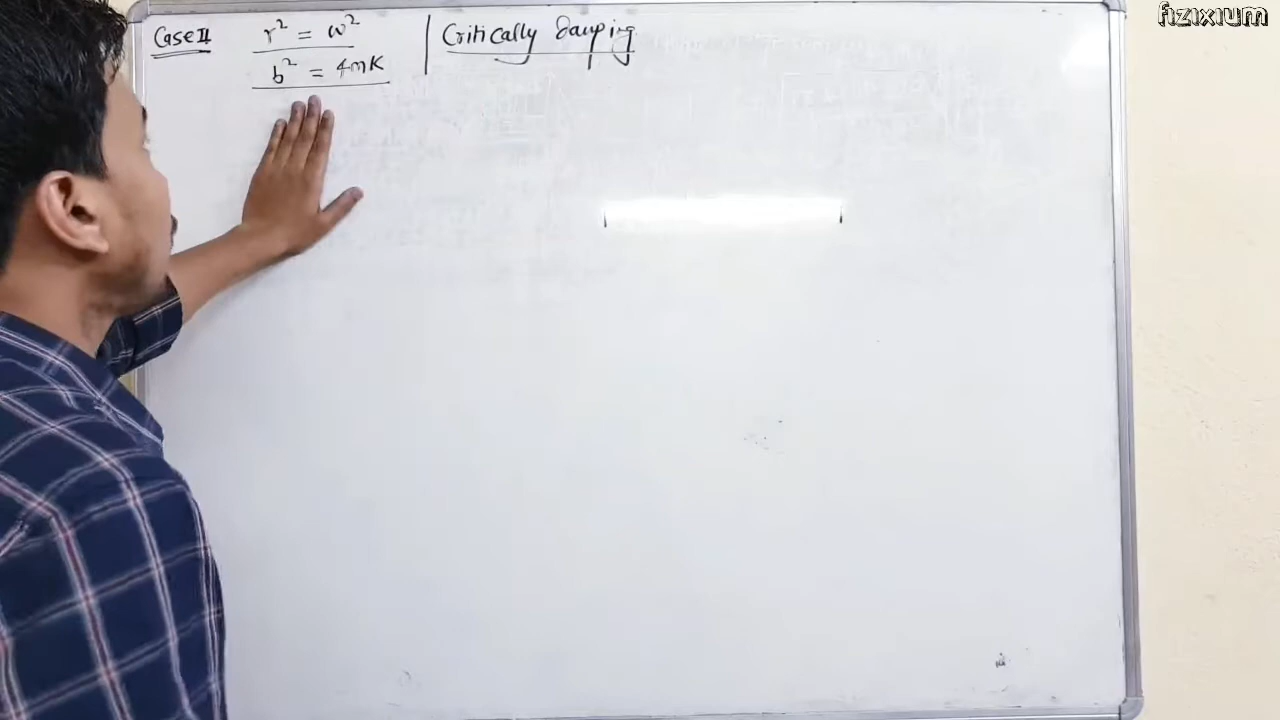 Case II r² = ω² | Critically damping
b² = 4mK
fizixium